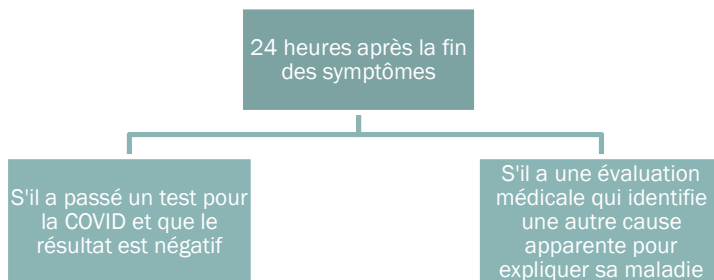 24 heures après la fin
des symptômes
S'il a passé un test pour
la COVID et que le
résultat est négatif
S'il a une évaluation
médicale qui identifie
une autre cause
apparente pour
expliquer sa maladie